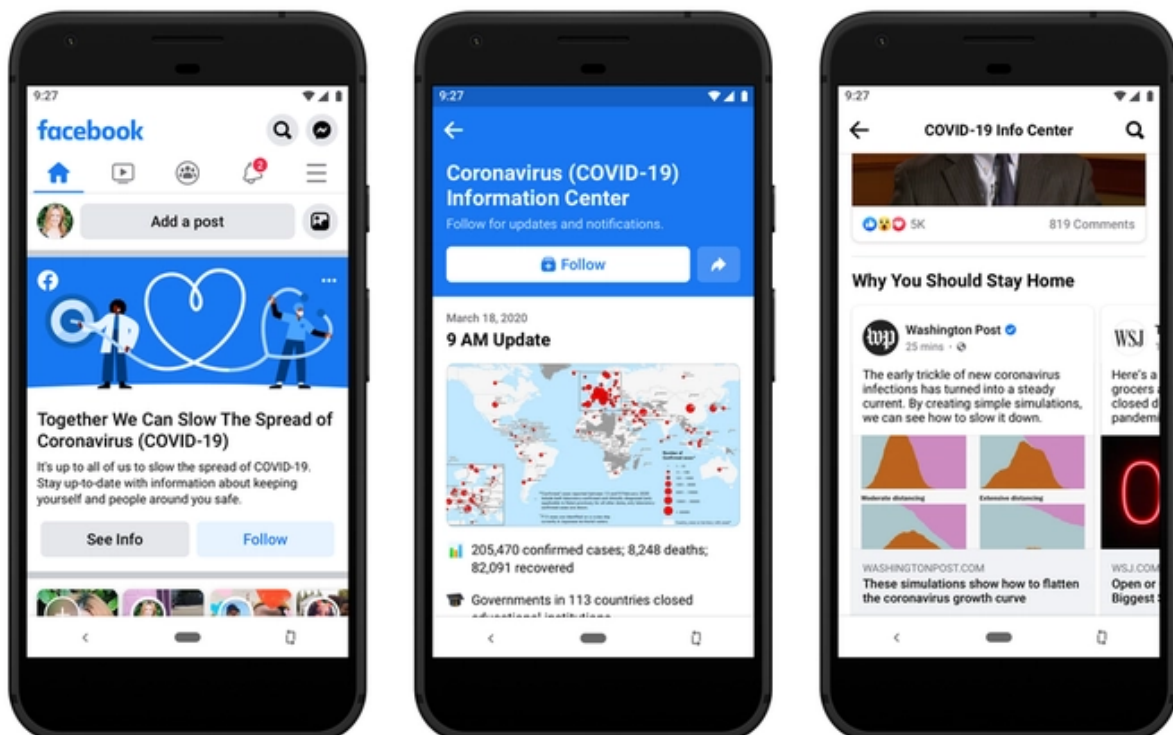 9:27
facebook
2
Add a post
Together We Can Slow The Spread of
Coronavirus (COVID-19)
It's up to all of us to slow the spread of COVID-19.
Stay up-to-date with information about keeping
yourself and people around you safe.
See Info
Follow
9:27
Coronavirus (COVID-19)
Information Center
Follow for updates and notifications.
Follow
March 18, 2020
9 AM Update
205,470 confirmed cases; 8,248 deaths;
82,091 recovered
Governments in 113 countries closed
educational institutions
9:27
COVID-19 Info Center
5K
819 Comments
Why You Should Stay Home
wp
Washington Post
25 mins
The early trickle of new coronavirus
infections has turned into a steady
current. By creating simple simulations,
we can see how to slow it down.
Moderate distancing
Extensive distancing
WASHINGTONPOST.COM
These simulations show how to flatten
the coronavirus growth curve
WSJ
Here's a
grocers
closed
WSJ.COM
Open or
Biggest